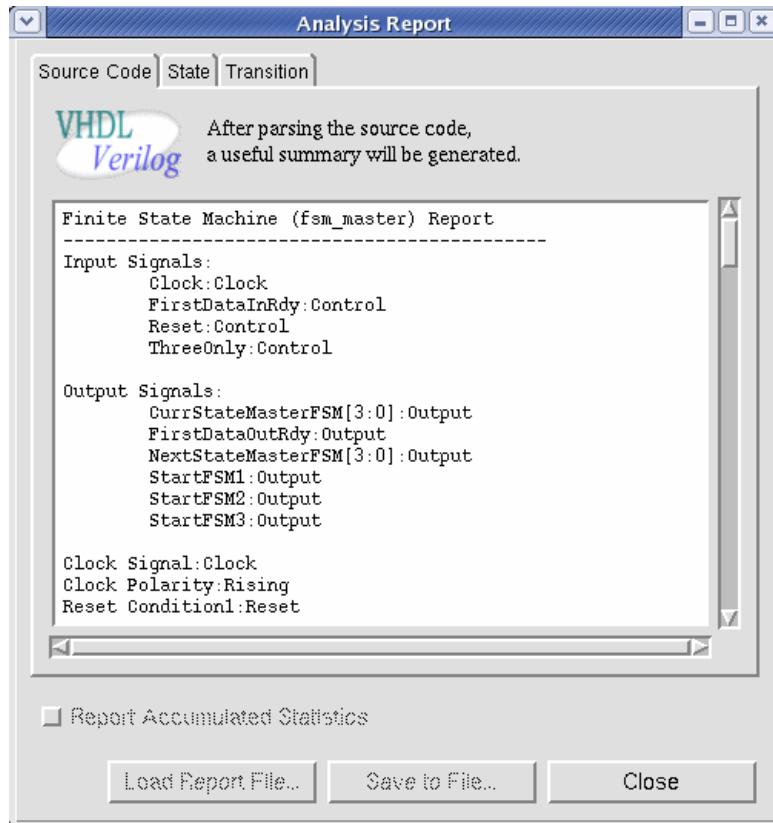 Analysis Report
Source Code State Transition
VHDL
Verilog
After parsing the source code,
a useful summary will be generated.
Finite State Machine (fsm_master) Report
---------------------------------------------
Input Signals:
Clock:Clock
FirstDataInRdy:Control
Reset:Control
ThreeOnly:Control
Output Signals:
CurrStateMasterFSM[3:0]:Output
FirstDataOutRdy:Output
NextStateMasterFSM[3:0]:Output
StartFSM1:Output
StartFSM2:Output
StartFSM3:Output
Clock Signal:Clock
Clock Polarity:Rising
Reset Condition1:Reset
Report Accumulated Statistics
Load Report File... Save to File... Close